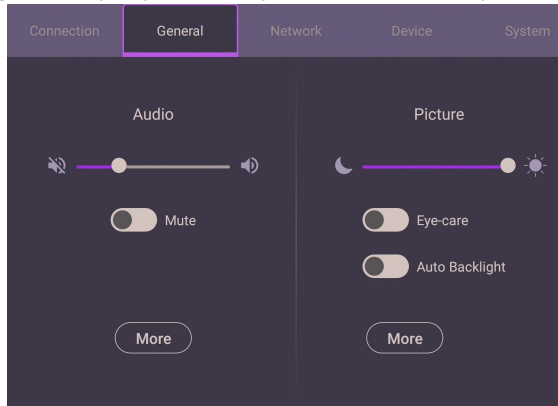 Connection General Network Device System
Audio
Mute
More
Picture
Eye-care
Auto Backlight
More